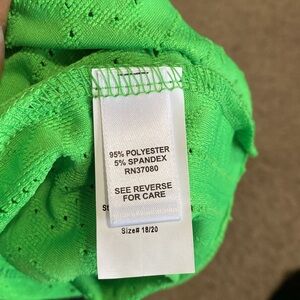 95% POLYESTER
5% SPANDEX
RN37080
SEE REVERSE
FOR CARE
Size# 18/20